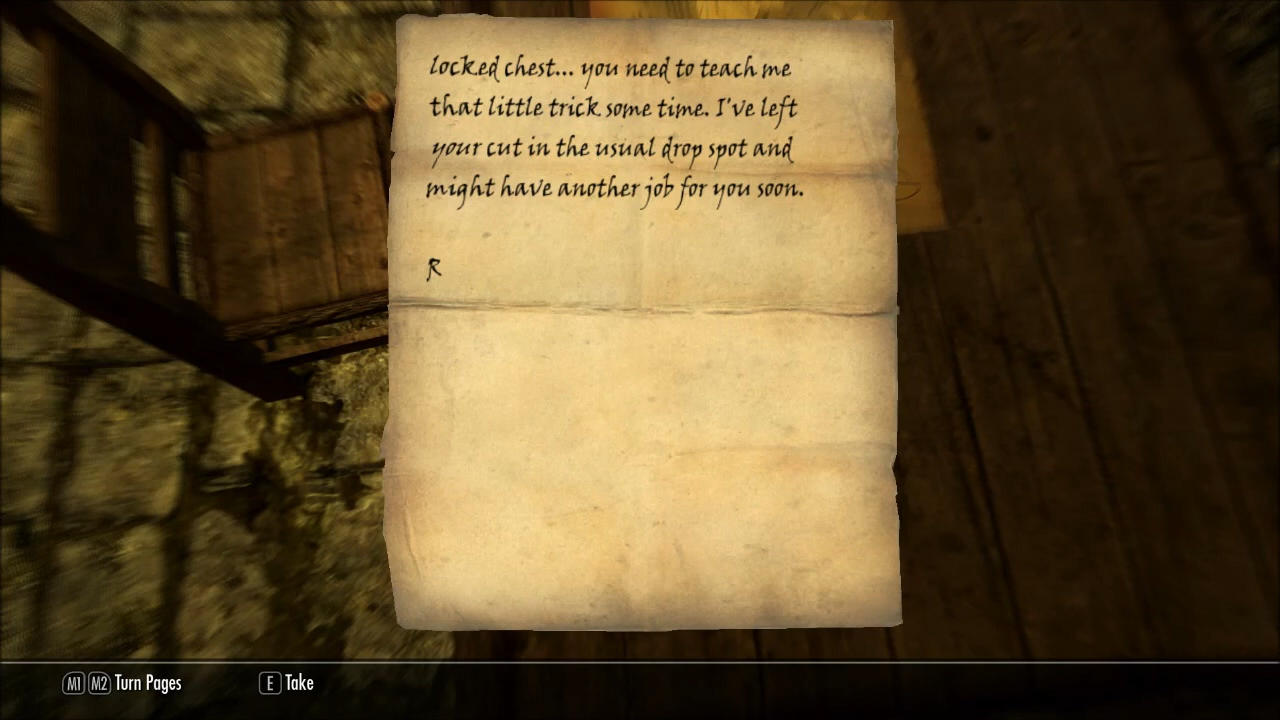 locked chest... you need to teach me
that little trick some time. I've left
your cut in the usual drop spot and
might have another job for you soon.
R
M1 M2 Turn Pages
E Take